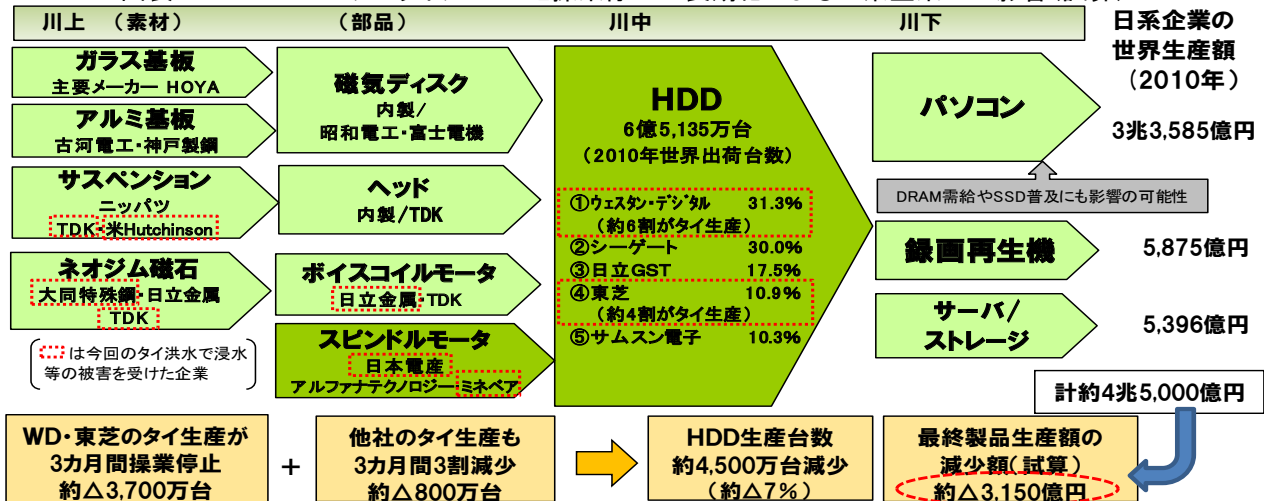 川上 (素材)
(部品)
川中
川下
日系企業の
世界生産額
(2010年)
ガラス基板
主要メーカー HOYA
アルミ基板
古河電工・神戸製鋼
サスペンション
ニッパツ
TDK・米Hutchinson
ネオジム磁石
大同特殊鋼・日立金属
TDK
は今回のタイ洪水で浸水
等の被害を受けた企業
磁気ディスク
内製/
昭和電工・富士電機
ヘッド
内製/TDK
ボイスコイルモータ
日立金属・TDK
スピンドルモータ
日本電産
アルファナテクノロジー・ミネベア
HDD
6億5,135万台
(2010年世界出荷台数)
①ウェスタン・デジタル 31.3%
(約6割がタイ生産)
②シーゲート 30.0%
③日立GST 17.5%
④東芝 10.9%
(約4割がタイ生産)
⑤サムスン電子 10.3%
パソコン
3兆3,585億円
DRAM需給やSSD普及にも影響の可能性
録画再生機
5,875億円
サーバ/
ストレージ
5,396億円
計約4兆5,000億円
WD・東芝のタイ生産が
3カ月間操業停止
約△3,700万台
+
他社のタイ生産も
3カ月間3割減少
約△800万台
HDD生産台数
約4,500万台減少
(約△7%)
最終製品生産額の
減少額(試算)
約△3,150億円